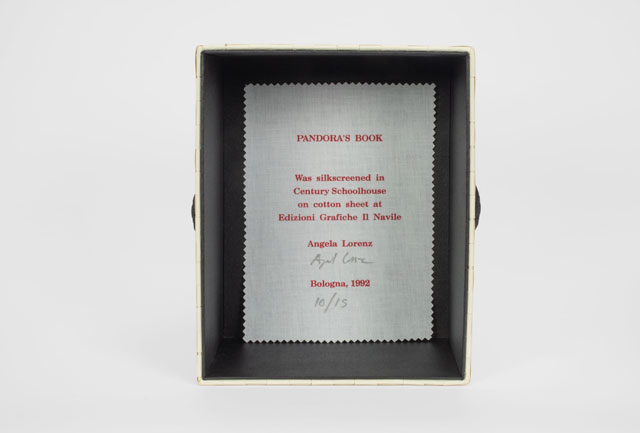 PANDORA'S BOOK
Was silkscreened in
Century Schoolhouse
on cotton sheet at
Edizioni Grafiche Il Navile
Angela Lorenz
Bologna, 1992
10/15